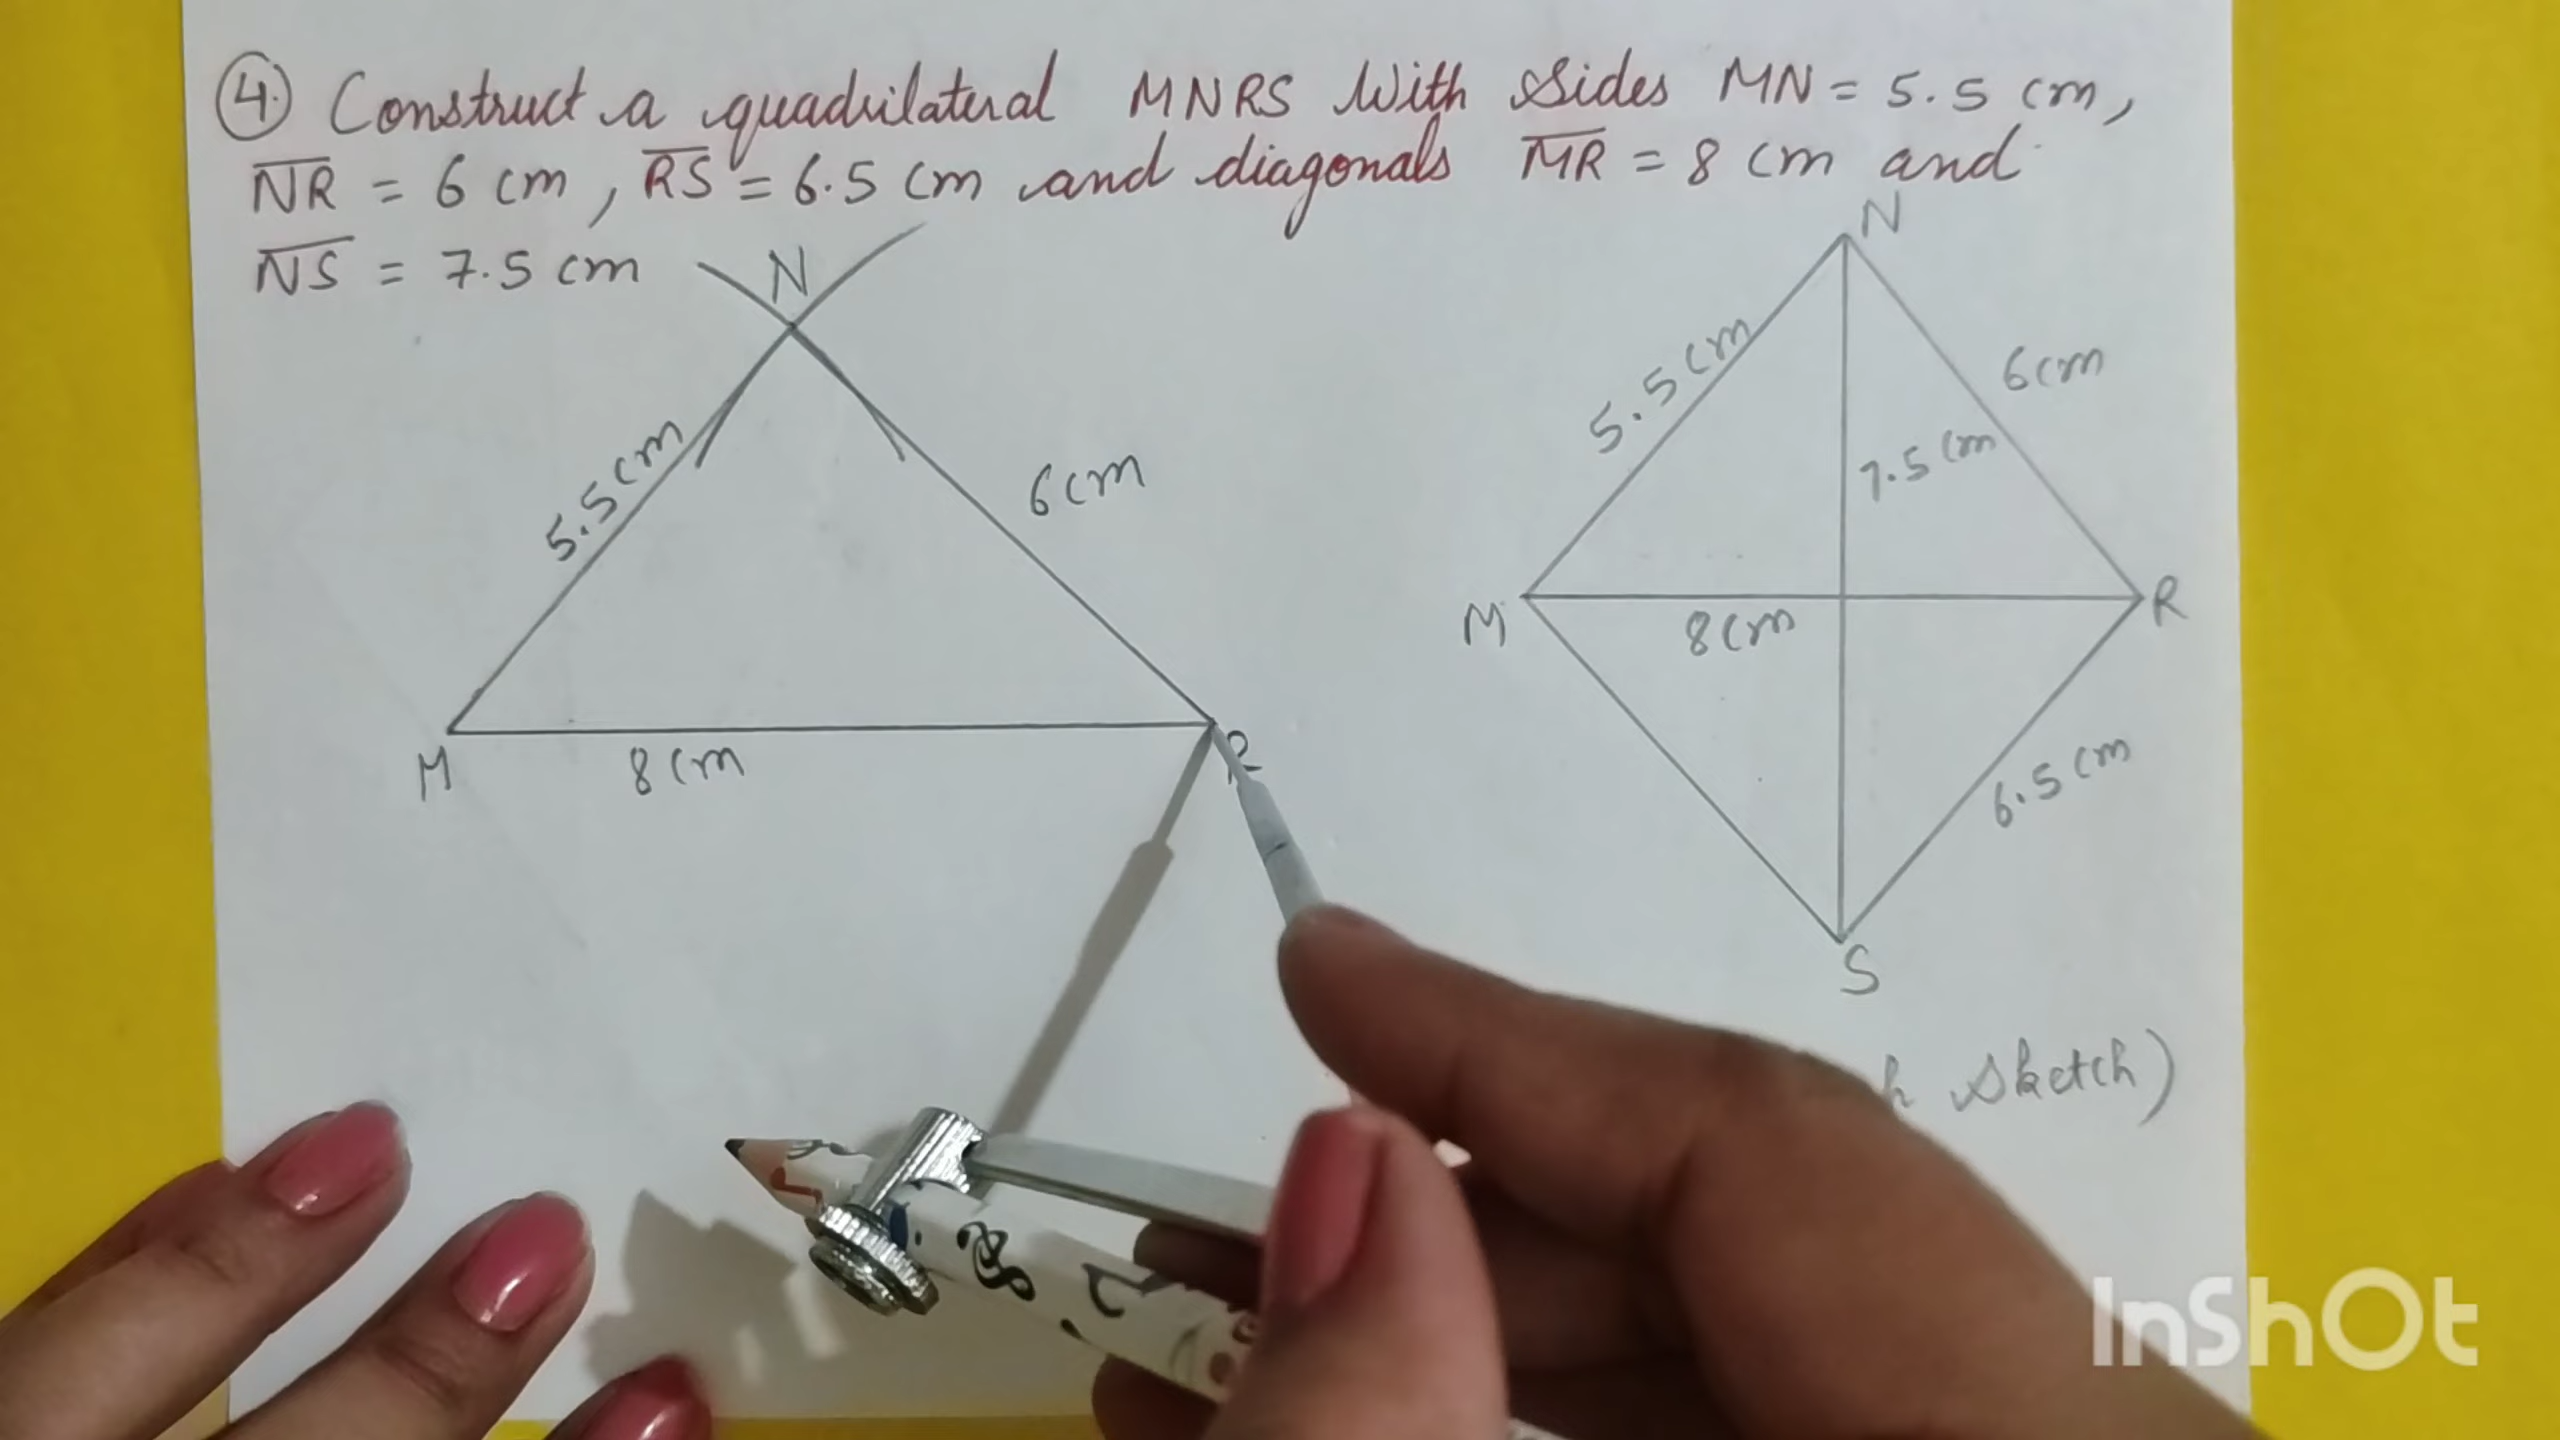 4. Construct a quadrilateral MNRS With Sides MN = 5.5 cm,
NR = 6 cm, RS = 6.5 cm and diagonals MR = 8 cm and
NS = 7.5 cm
N
5.5 cm
6 cm
M
8 cm
R
N
5.5 cm
6 cm
7.5 cm
M
8 cm
R
6.5 cm
S
Sketch)
InShOt